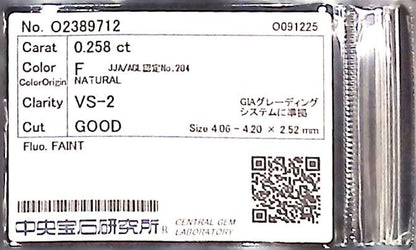 No. O2389712 O091225
Carat 0.258 ct
Color F JJA/AGL認定No.204
ColorOrigin NATURAL
Clarity VS-2 GIAグレーディング
システムに準拠
Cut GOOD Size 4.06 - 4.20 × 2.52 mm
Fluo. FAINT
中央宝石研究所 CENTRAL GEM
LABORATORY